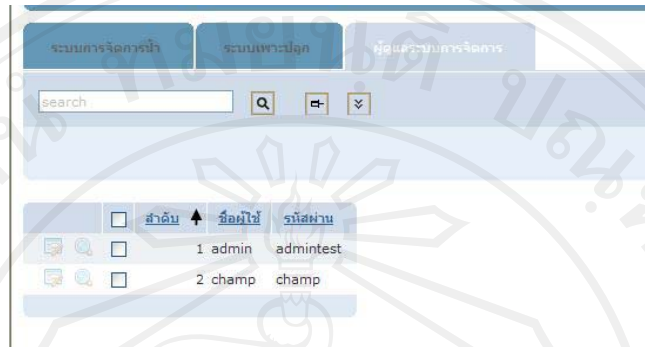 ระบบการจัดการป่า ระบบเพาะปลูก ผู้ดูแลระบบการจัดการ
search
ลำดับ ชื่อผู้ใช้ รหัสผ่าน
1 admin admintest
2 champ champ